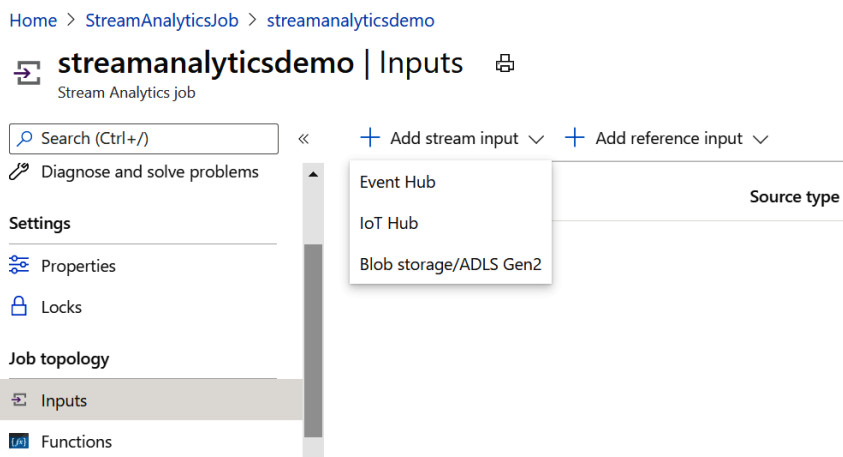 Home > StreamAnalyticsJob > streamanalyticsdemo
streamanalyticsdemo | Inputs
Stream Analytics job
Search (Ctrl+/)
«
+ Add stream input
+ Add reference input
Diagnose and solve problems
Event Hub
Source type
Settings
IoT Hub
Properties
Blob storage/ADLS Gen2
Locks
Job topology
Inputs
{fx} Functions